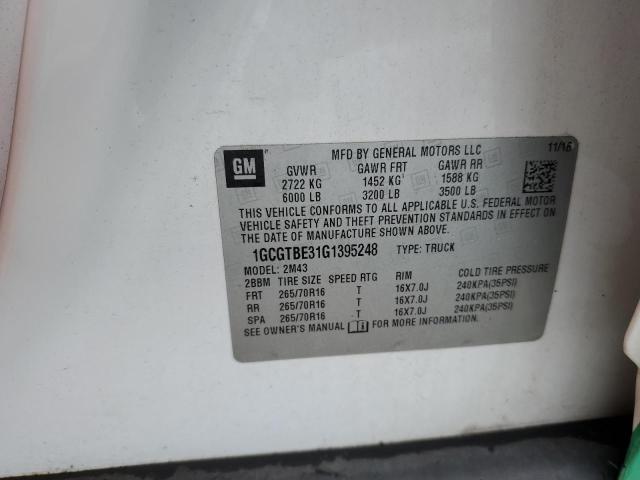 GM
MFD BY GENERAL MOTORS LLC 11/15
GVWR GAWR FRT GAWR RR
2722 KG 1452 KG 1588 KG
6000 LB 3200 LB 3500 LB
THIS VEHICLE CONFORMS TO ALL APPLICABLE U.S. FEDERAL MOTOR
VEHICLE SAFETY AND THEFT PREVENTION STANDARDS IN EFFECT ON
THE DATE OF MANUFACTURE SHOWN ABOVE.
1GCGTBE31G1395248 TYPE: TRUCK
MODEL: 2M43
2BBM TIRE SIZE SPEED RTG RIM COLD TIRE PRESSURE
FRT 265/70R16 T 16X7.0J 240KPA(35PSI)
RR 265/70R16 T 16X7.0J 240KPA(35PSI)
SPA 265/70R16 T 16X7.0J 240KPA(35PSI)
SEE OWNER'S MANUAL FOR MORE INFORMATION.